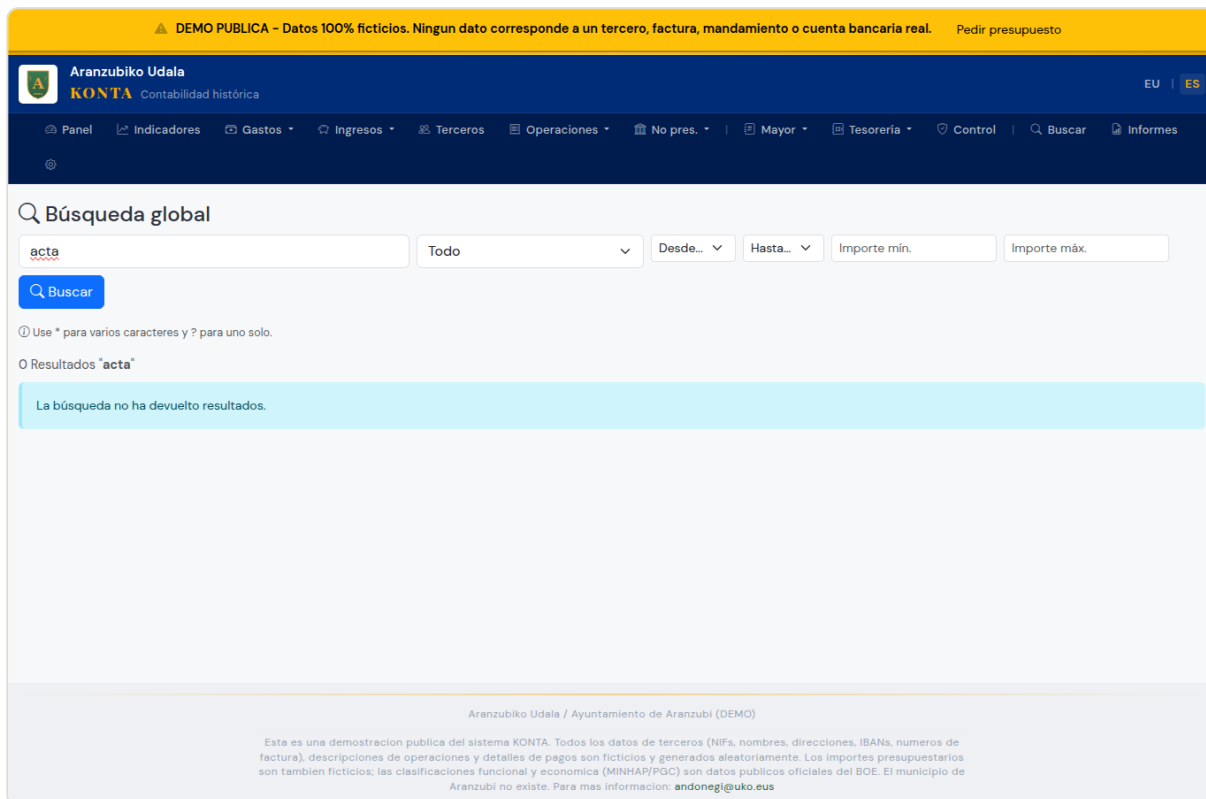 DEMO PUBLICA - Datos 100% ficticios. Ningun dato corresponde a un tercero, factura, mandamiento o cuenta bancaria real. Pedir presupuesto
A
Aranzubiko Udala
KONTA Contabilidad histórica
EU | ES
Panel Indicadores Gastos Ingresos Terceros Operaciones No pres. | Mayor Tesorería Control | Buscar Informes
Búsqueda global
acta Todo Desde... Hasta... Importe mín. Importe máx.
Buscar
Use * para varios caracteres y ? para uno solo.
0 Resultados "acta"
La búsqueda no ha devuelto resultados.
Aranzubiko Udala / Ayuntamiento de Aranzubi (DEMO)
Esta es una demostracion publica del sistema KONTA. Todos los datos de terceros (NIFs, nombres, direcciones, IBANs, numeros de
factura), descripciones de operaciones y detalles de pagos son ficticios y generados aleatoriamente. Los importes presupuestarios
son tambien ficticios; las clasificaciones funcional y economica (MINHAP/PGC) son datos publicos oficiales del BOE. El municipio de
Aranzubi no existe. Para mas informacion: andonegi@uko.eus